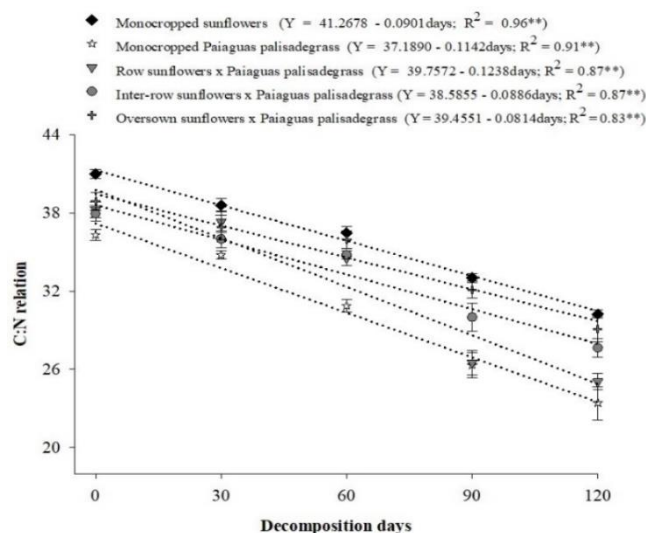 Monocropped sunflowers (Y = 41.2678 - 0.0901days; R² = 0.96**)
Monocropped Paiaguas palisadegrass (Y = 37.1890 - 0.1142days; R² = 0.91**)
Row sunflowers x Paiaguas palisadegrass (Y = 39.7572 - 0.1238days; R² = 0.87**)
Inter-row sunflowers x Paiaguas palisadegrass (Y = 38.5855 - 0.0886days; R² = 0.87**)
Oversown sunflowers x Paiaguas palisadegrass (Y = 39.4551 - 0.0814days; R² = 0.83**)
44
38
32
26
20
C:N relation
0 30 60 90 120
Decomposition days